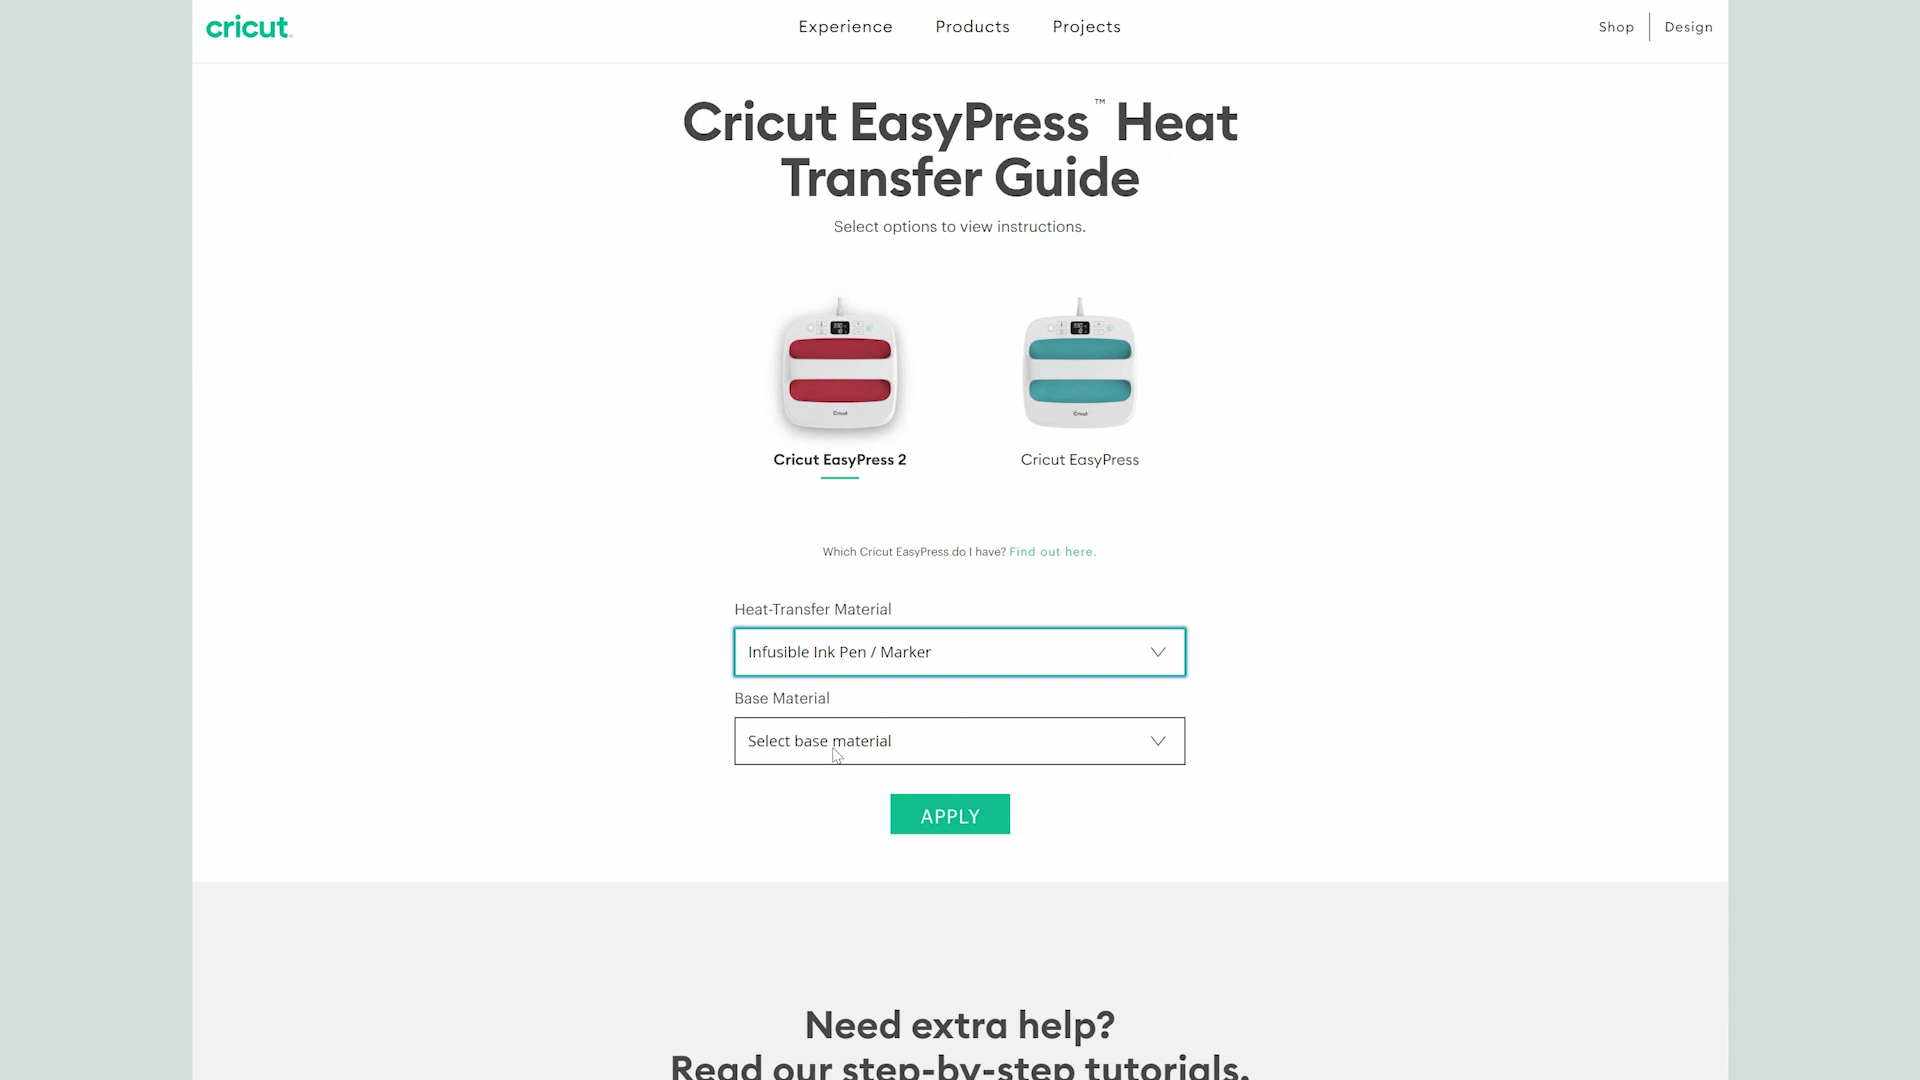 cricut
Experience Products Projects
Shop Design
Cricut EasyPress™ Heat
Transfer Guide
Select options to view instructions.
Cricut EasyPress 2
Cricut EasyPress
Which Cricut EasyPress do I have? Find out here.
Heat-Transfer Material
Infusible Ink Pen / Marker
Base Material
Select base material
APPLY
Need extra help?
Read our step-by-step tutorials.